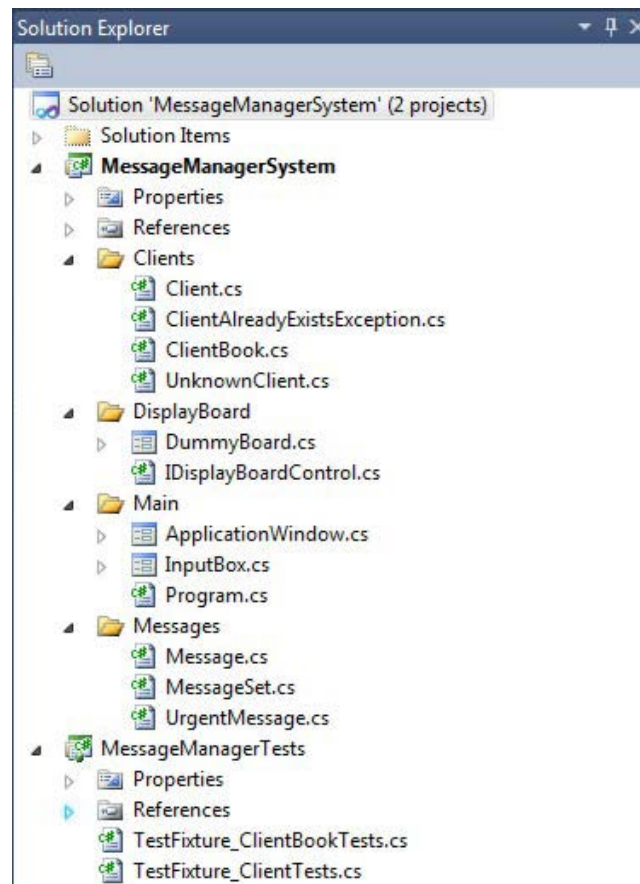 Solution Explorer
Solution 'MessageManagerSystem' (2 projects)
Solution Items
MessageManagerSystem
Properties
References
Clients
Client.cs
ClientAlreadyExistsException.cs
ClientBook.cs
UnknownClient.cs
DisplayBoard
DummyBoard.cs
IDisplayBoardControl.cs
Main
ApplicationWindow.cs
InputBox.cs
Program.cs
Messages
Message.cs
MessageSet.cs
UrgentMessage.cs
MessageManagerTests
Properties
References
TestFixture_ClientBookTests.cs
TestFixture_ClientTests.cs